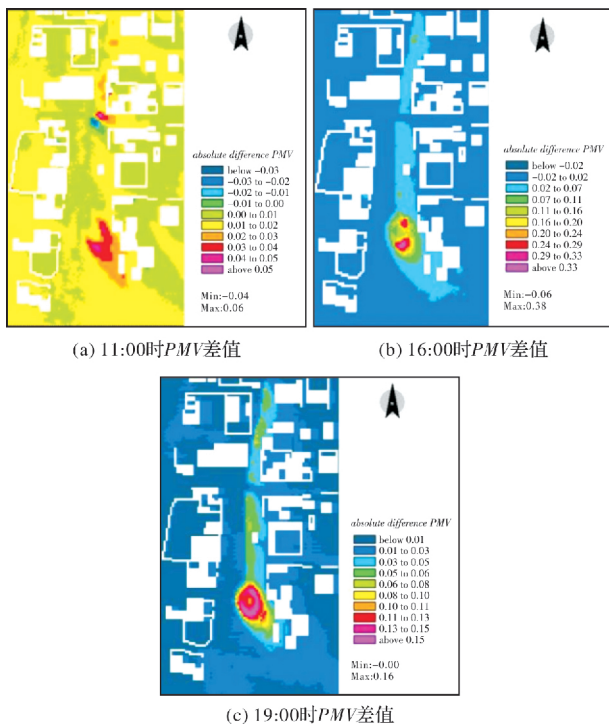 absolute difference PMV
below −0.03
−0.03 to −0.02
−0.02 to −0.01
−0.01 to 0.00
0.00 to 0.01
0.01 to 0.02
0.02 to 0.03
0.03 to 0.04
0.04 to 0.05
above 0.05
Min:−0.04
Max:0.06
(a) 11:00时PMV差值
absolute difference PMV
below −0.02
−0.02 to 0.02
0.02 to 0.07
0.07 to 0.11
0.11 to 0.16
0.16 to 0.20
0.20 to 0.24
0.24 to 0.29
0.29 to 0.33
above 0.33
Min:−0.06
Max:0.38
(b) 16:00时PMV差值
absolute difference PMV
below 0.01
0.01 to 0.03
0.03 to 0.05
0.05 to 0.06
0.06 to 0.08
0.08 to 0.10
0.10 to 0.11
0.11 to 0.13
0.13 to 0.15
above 0.15
Min:−0.00
Max:0.16
(c) 19:00时PMV差值